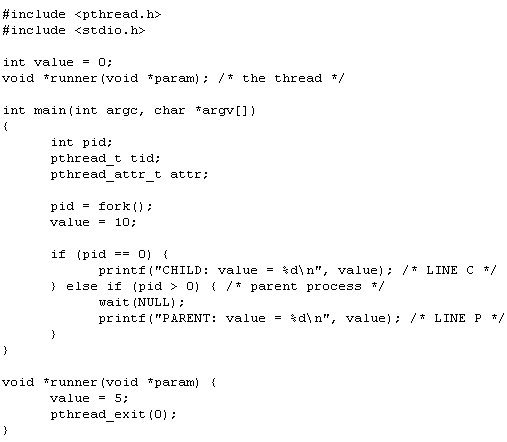 #include <pthread.h>
#include <stdio.h>
int value = 0;
void *runner(void *param); /* the thread */
int main(int argc, char *argv[])
{
int pid;
pthread_t tid;
pthread_attr_t attr;
pid = fork();
value = 10;
if (pid == 0) {
printf("CHILD: value = %d\n", value); /* LINE C */
} else if (pid > 0) { /* parent process */
wait(NULL);
printf("PARENT: value = %d\n", value); /* LINE P */
}
}
void *runner(void *param) {
value = 5;
pthread_exit(0);
}